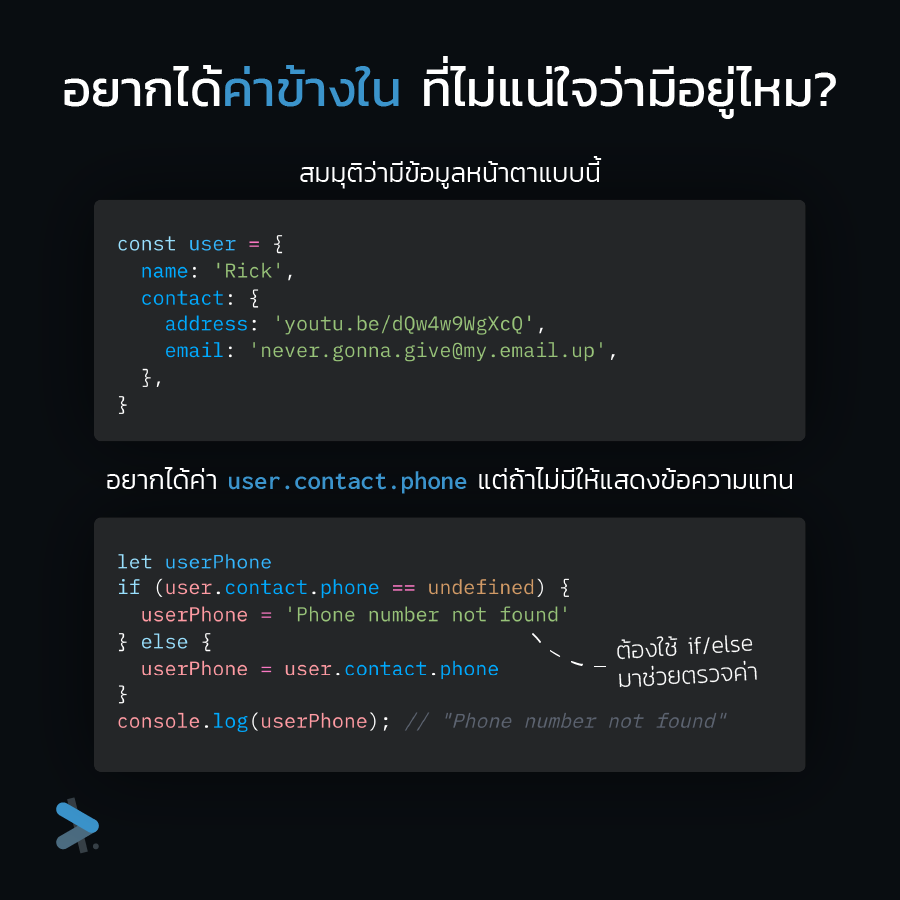 อยากได้ค่าข้างใน ที่ไม่แน่ใจว่ามีอยู่ไหม?
สมมุติว่ามีข้อมูลหน้าตาแบบนี้
const user = {
  name: 'Rick',
  contact: {
    address: 'youtu.be/dQw4w9WgXcQ',
    email: 'never.gonna.give@my.email.up',
  },
}
อยากได้ค่า user.contact.phone แต่ถ้าไม่มีให้แสดงข้อความแทน
let userPhone
if (user.contact.phone == undefined) {
  userPhone = 'Phone number not found'
} else {
  userPhone = user.contact.phone
}
console.log(userPhone); // "Phone number not found"
ต้องใช้ if/else
มาช่วยตรวจค่า